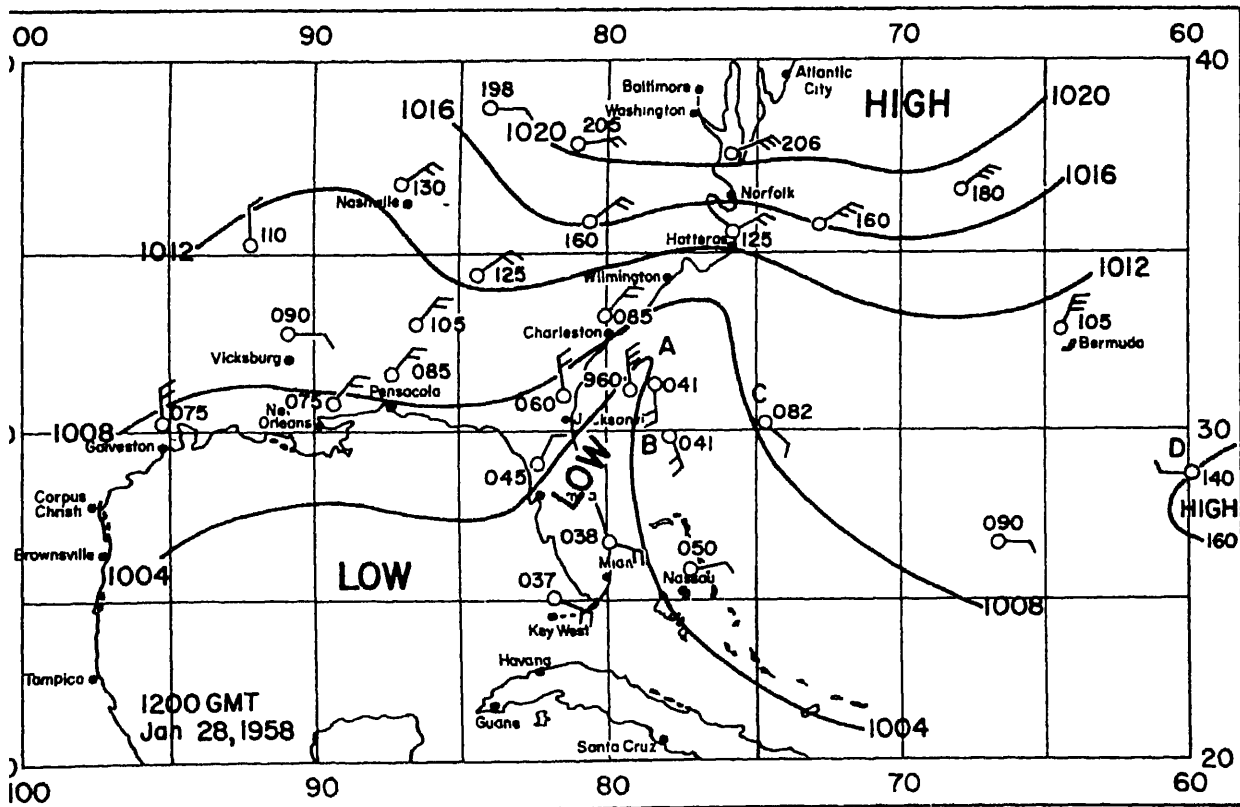 00 90 80 70 60
40
Baltimore
Atlantic
City
HIGH
198
1016
Washington
1020
1020
205
206
130
Norfolk
1016
180
Nashville
160
160
110
Hatteras
125
1012
125
Wilmington
1012
090
105
085
105
Charleston
Bermuda
Vicksburg
085
A
960
041
C
075
075
Pensacola
060
082
New
Orleans
1008
30
B
041
D
Galveston
045
LOW
140
Corpus
Christi
HIGH
038
090
160
Brownsville
050
1004
LOW
Nassau
037
1008
Key West
Havana
Tampico
1200 GMT
Jan 28, 1958
Guane
1004
Santa Cruz
20
100 90 80 70 60